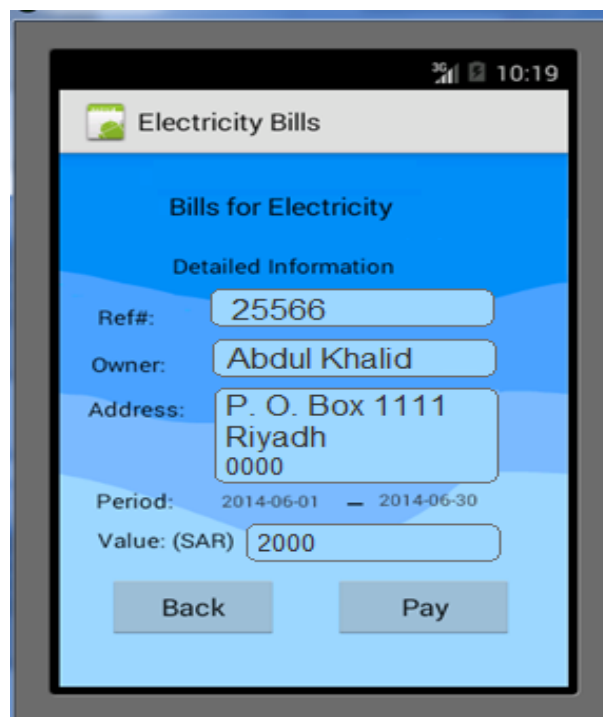 3G 10:19
Electricity Bills
Bills for Electricity
Detailed Information
Ref#: 25566
Owner: Abdul Khalid
Address: P. O. Box 1111
Riyadh
0000
Period: 2014-06-01 – 2014-06-30
Value: (SAR) 2000
Back Pay